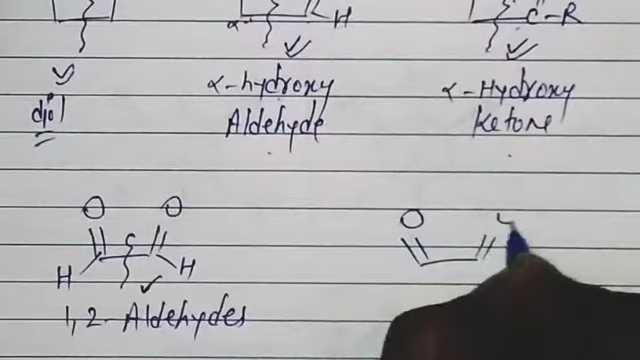 α H C-R
α-hydroxy α-Hydroxy
Aldehyde Ketone
diol
O O O
C
H H
1,2-Aldehydes